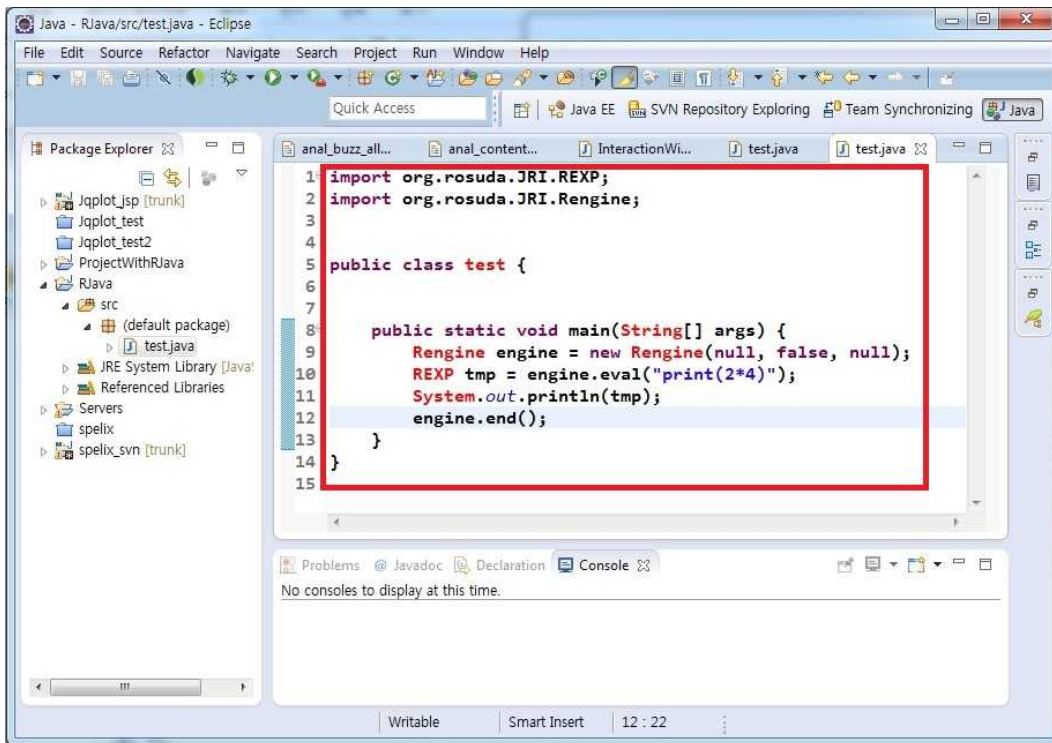 Java - RJava/src/test.java - Eclipse
File Edit Source Refactor Navigate Search Project Run Window Help
Quick Access
Java EE SVN Repository Exploring Team Synchronizing Java
Package Explorer
anal_buzz_all... anal_content... InteractionWi... test.java test.java
Jqplot_jsp [trunk]
Jqplot_test
Jqplot_test2
ProjectWithRJava
RJava
src
(default package)
test.java
JRE System Library [Java
Referenced Libraries
Servers
spelix
spelix_svn [trunk]
1 import org.rosuda.JRI.REXP;
2 import org.rosuda.JRI.Rengine;
3
4
5 public class test {
6
7
8 public static void main(String[] args) {
9 Rengine engine = new Rengine(null, false, null);
10 REXP tmp = engine.eval("print(2*4)");
11 System.out.println(tmp);
12 engine.end();
13 }
14 }
15
Problems @ Javadoc Declaration Console
No consoles to display at this time.
Writable Smart Insert 12 : 22